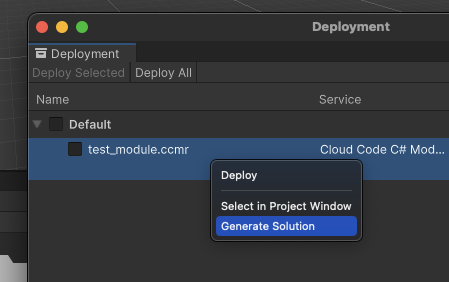 Deployment
Deployment
Deploy Selected
Deploy All
Name
Service
Default
test_module.ccmr
Cloud Code C# Mod...
Deploy
Select in Project Window
Generate Solution